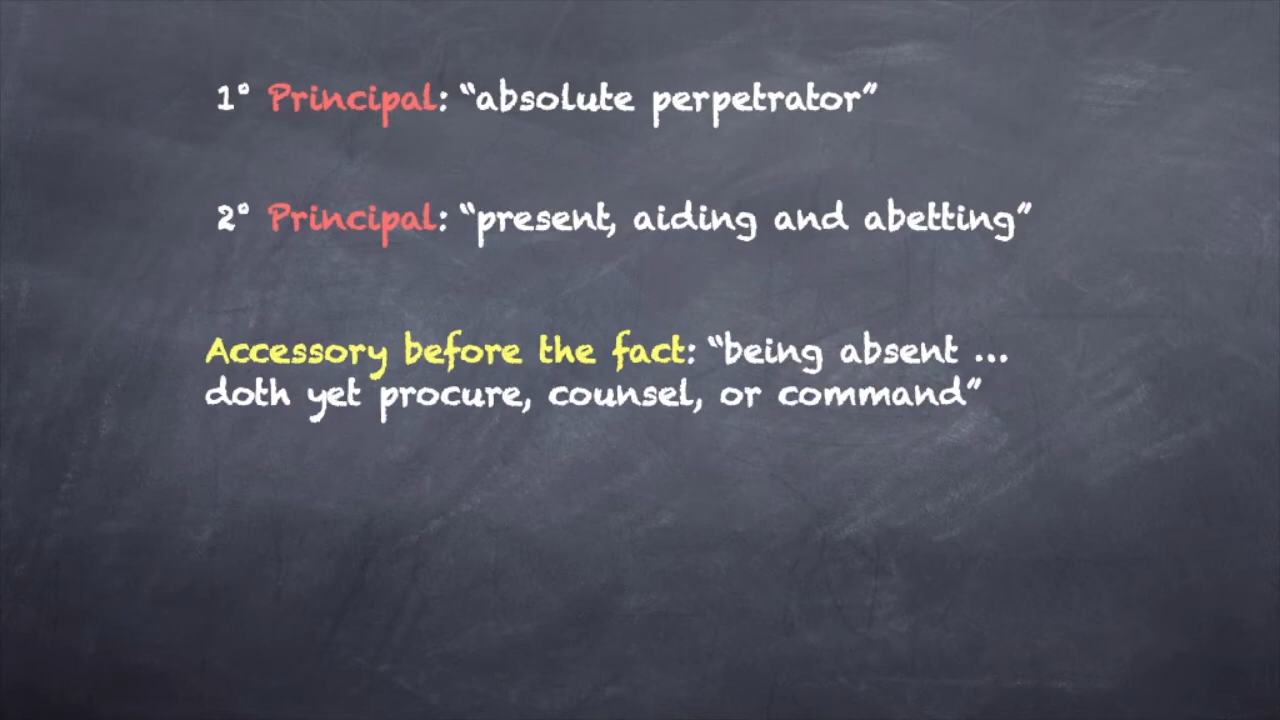 1° Principal: “absolute perpetrator”
2° Principal: “present, aiding and abetting”
Accessory before the fact: “being absent ...
doth yet procure, counsel, or command”